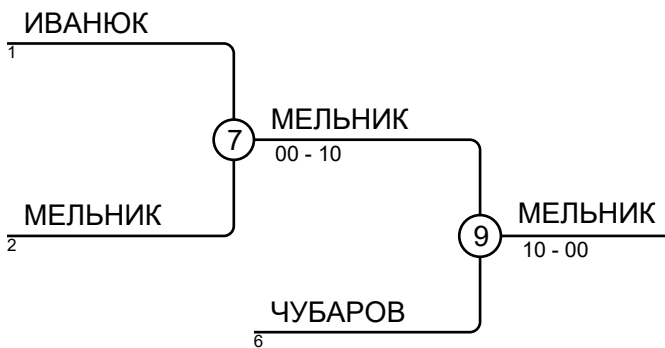 ИВАНЮК
1
7
МЕЛЬНИК
00 - 10
МЕЛЬНИК
2
9
МЕЛЬНИК
10 - 00
ЧУБАРОВ
6